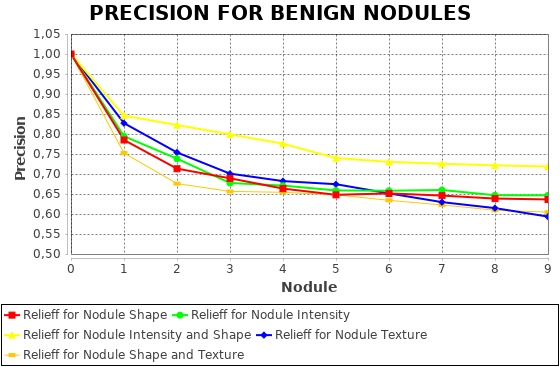 PRECISION FOR BENIGN NODULES
1,05
1,00
0,95
0,90
0,85
0,80
0,75
0,70
0,65
0,60
0,55
0,50
Precision
0 1 2 3 4 5 6 7 8 9
Nodule
Relieff for Nodule Shape Relieff for Nodule Intensity
Relieff for Nodule Intensity and Shape Relieff for Nodule Texture
Relieff for Nodule Shape and Texture